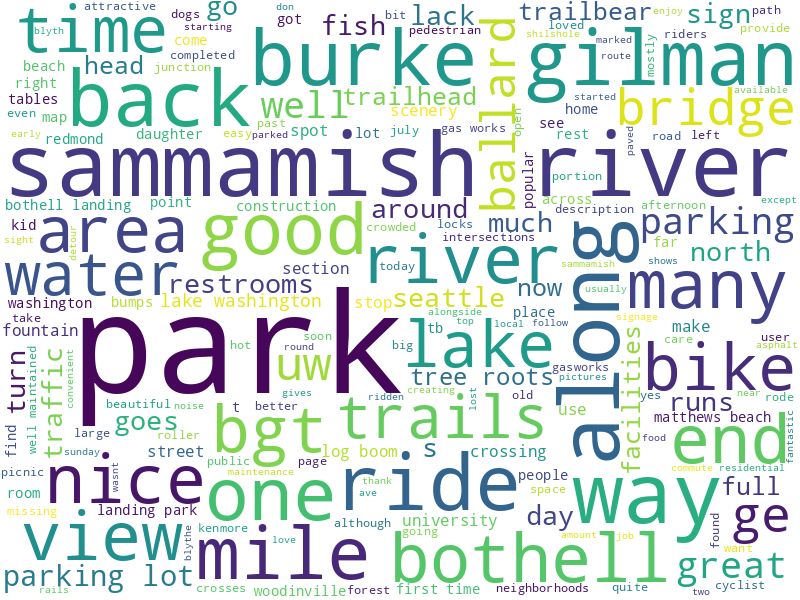 attractive
dogs
got
bit
don
enjoy
path
blyth
starting
go
fish
lack
trailbear
sign
time
come
completed
pedestrian
loved
shilshole
marked
riders
provide
junction
burke
route
mostly
gilman
beach
head
back
well
trailhead
ballard
started
available
right
scenery
home
bridge
tables
map
past
open
even
daughter
easy
parked
spot
lot
july
gas works
see
rest
paved
road
left
early
redmond
popular
sammamish river
portion
bothell landing
point
construction
around
across
description
afternoon
except
kid
area
good
crowded
locks
much
along
parking
sight
detour
intersections
far
north
water
section
river
today
sammamish
shows
restrooms
now
usually
many
washington
bumps
lake washington
stop
seattle
place
take
fountain
park
alongside
tb
top
local
follow
signage
make
user
hot
soon
lake
care
asphalt
turn
traffic
convenient
round
uw
big
gasworks
bike
well maintained
gives
tree roots
pictures
yes
near
rode
find
beautiful
noise
t
better
ridden
creating
lost
old
facilities
runs
large
goes
bgt
trails
use
matthews beach
fantastic
roller
s
end
street
log boom
crossing
food
sunday
public
page
people
commute
residential
picnic
nice
wasnt
maintenance
thank
ride
space
way
full
room
one
ave
amount
job
want
ge
missing
landing park
although
university
day
found
view
blythe
kenmore
going
mile
love
bothell
great
parking lot
rails
crosses
woodinville
forest
first time
neighborhoods
quite
two
cyclist